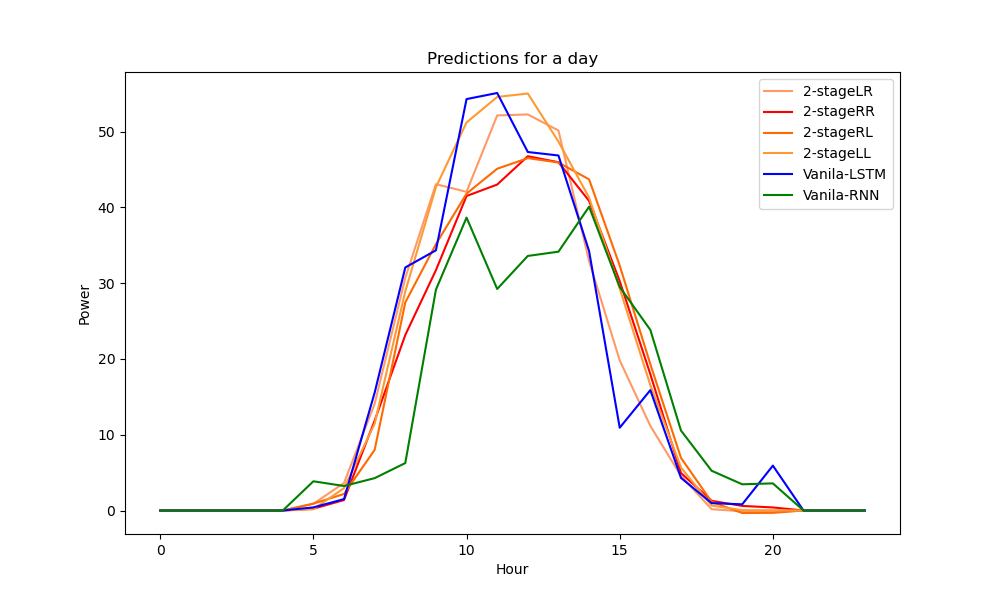 Predictions for a day
2-stageLR
2-stageRR
2-stageRL
2-stageLL
Vanila-LSTM
Vanila-RNN
Power
50
40
30
20
10
0
0 5 10 15 20
Hour